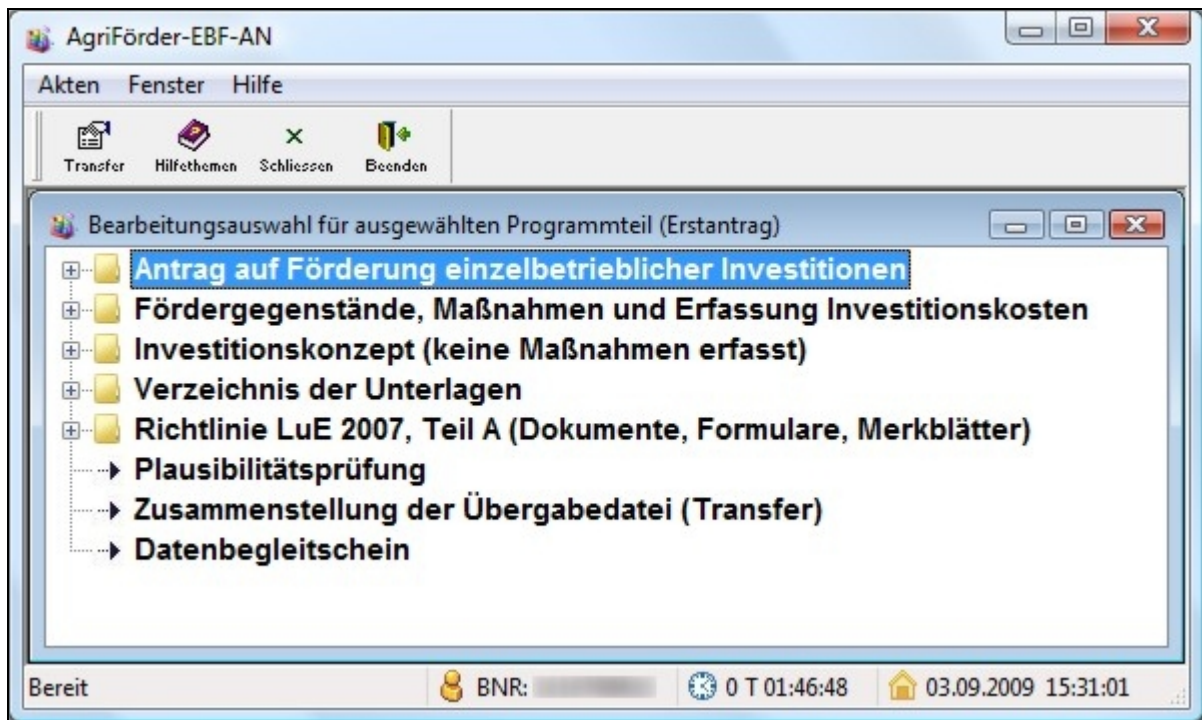 AgriFörder-EBF-AN
Akten Fenster Hilfe
Transfer Hilfethemen Schliessen Beenden
Bearbeitungsauswahl für ausgewählten Programmteil (Erstantrag)
Antrag auf Förderung einzelbetrieblicher Investitionen
Fördergegenstände, Maßnahmen und Erfassung Investitionskosten
Investitionskonzept (keine Maßnahmen erfasst)
Verzeichnis der Unterlagen
Richtlinie LuE 2007, Teil A (Dokumente, Formulare, Merkblätter)
Plausibilitätsprüfung
Zusammenstellung der Übergabedatei (Transfer)
Datenbegleitschein
Bereit BNR: 0 T 01:46:48 03.09.2009 15:31:01